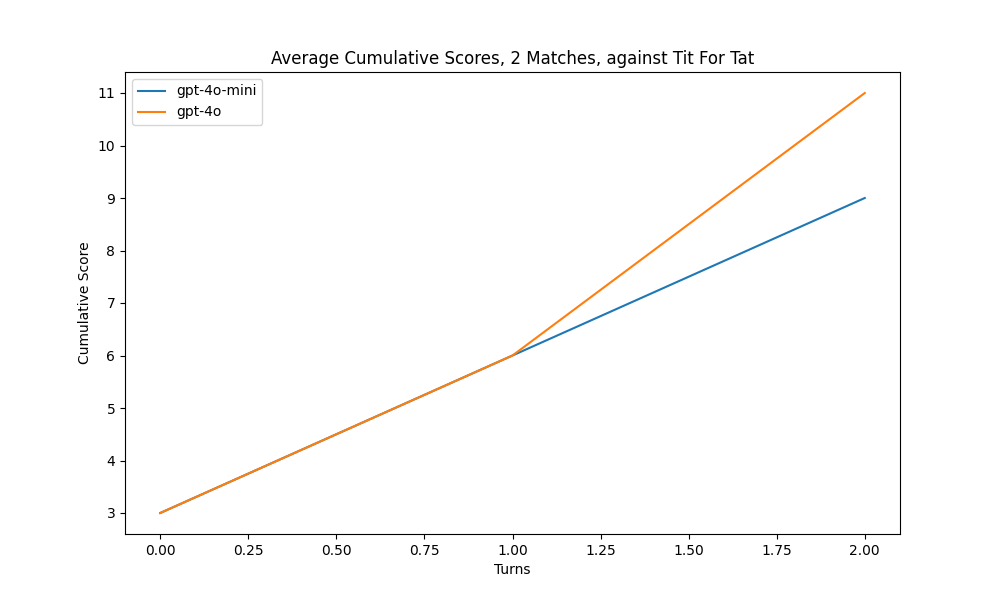 Average Cumulative Scores, 2 Matches, against Tit For Tat
gpt-4o-mini
gpt-4o
11
10
9
8
7
6
5
4
3
Cumulative Score
0.00 0.25 0.50 0.75 1.00 1.25 1.50 1.75 2.00
Turns